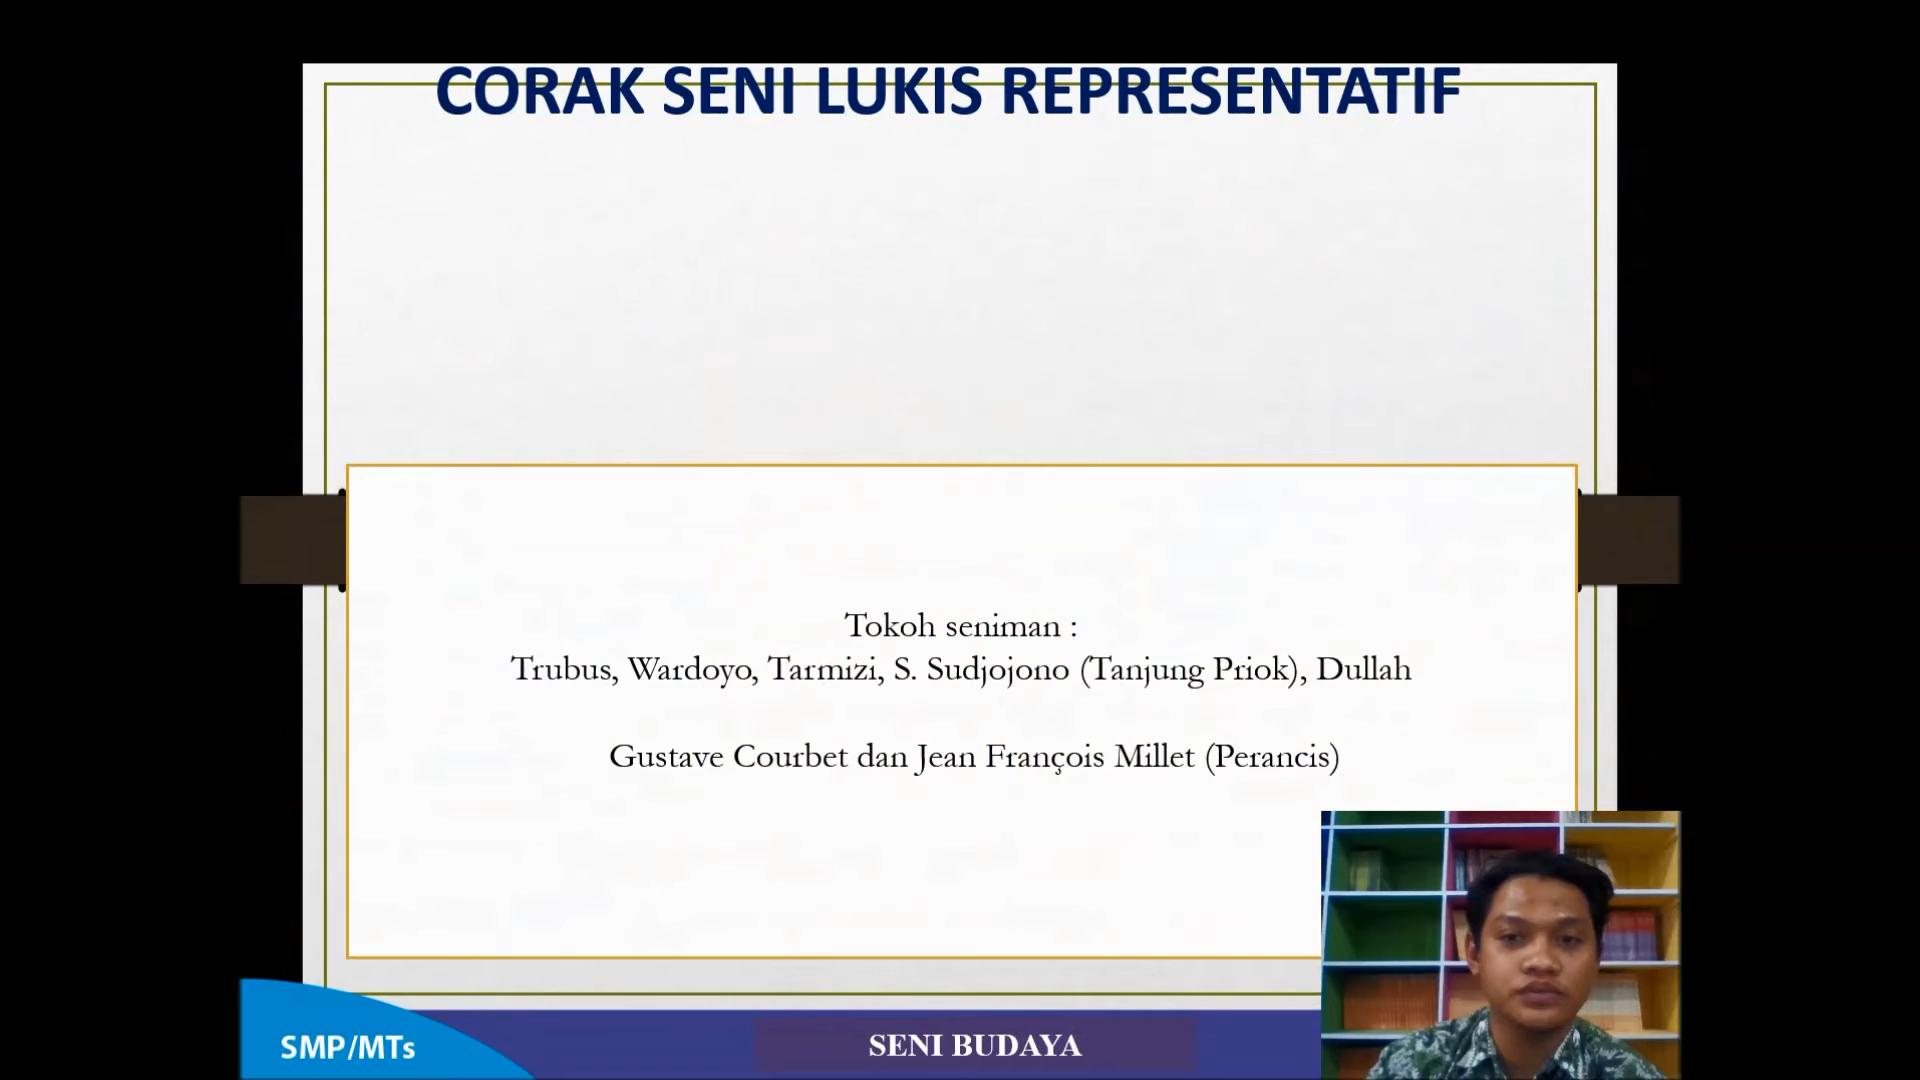 CORAK SENI LUKIS REPRESENTATIF
Tokoh seniman :
Trubus, Wardoyo, Tarmizi, S. Sudjojono (Tanjung Priok), Dullah
Gustave Courbet dan Jean François Millet (Perancis)
SMP/MTs
SENI BUDAYA